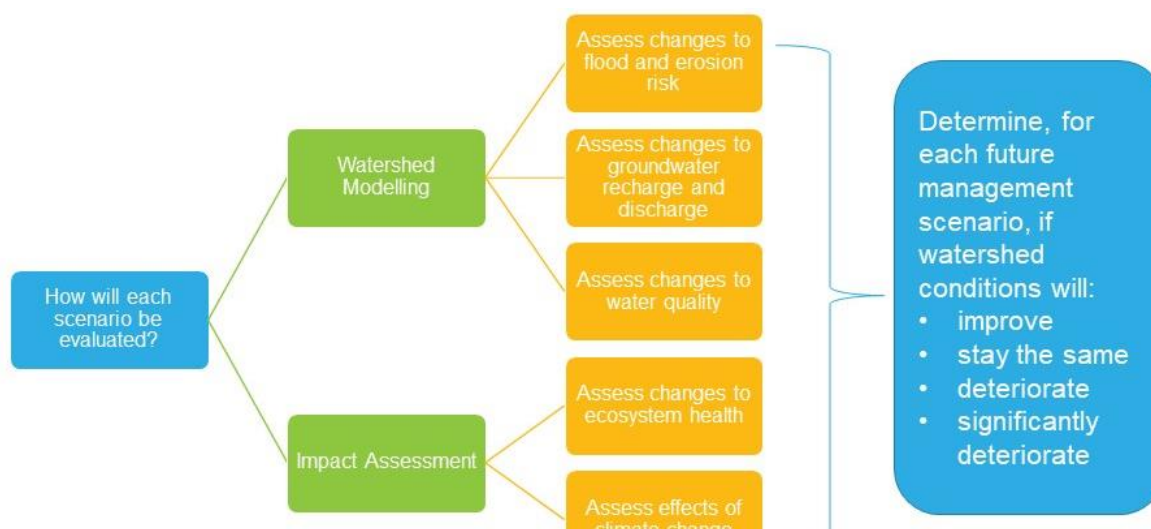 How will each
scenario be
evaluated?
Watershed
Modelling
Impact Assessment
Assess changes to
flood and erosion
risk
Assess changes to
groundwater
recharge and
discharge
Assess changes to
water quality
Assess changes to
ecosystem health
Assess effects of
climate change
Determine, for
each future
management
scenario, if
watershed
conditions will:
• improve
• stay the same
• deteriorate
• significantly
deteriorate